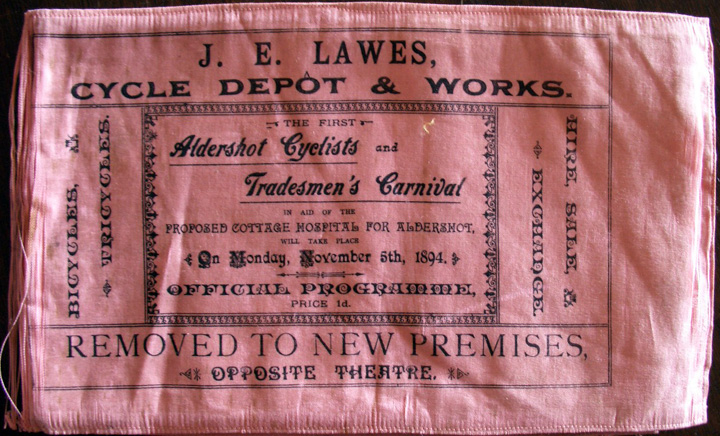 J. E. LAWES,
CYCLE DEPÔT & WORKS.
BICYCLES, &
TRICYCLES.
THE FIRST
Aldershot Cyclists and
Tradesmen's Carnival
IN AID OF THE
PROPOSED COTTAGE HOSPITAL FOR ALDERSHOT,
WILL TAKE PLACE
On Monday, November 5th, 1894.
OFFICIAL PROGRAMME,
PRICE 1d.
HIRE, SALE, &
EXCHANGE.
REMOVED TO NEW PREMISES,
OPPOSITE THEATRE.